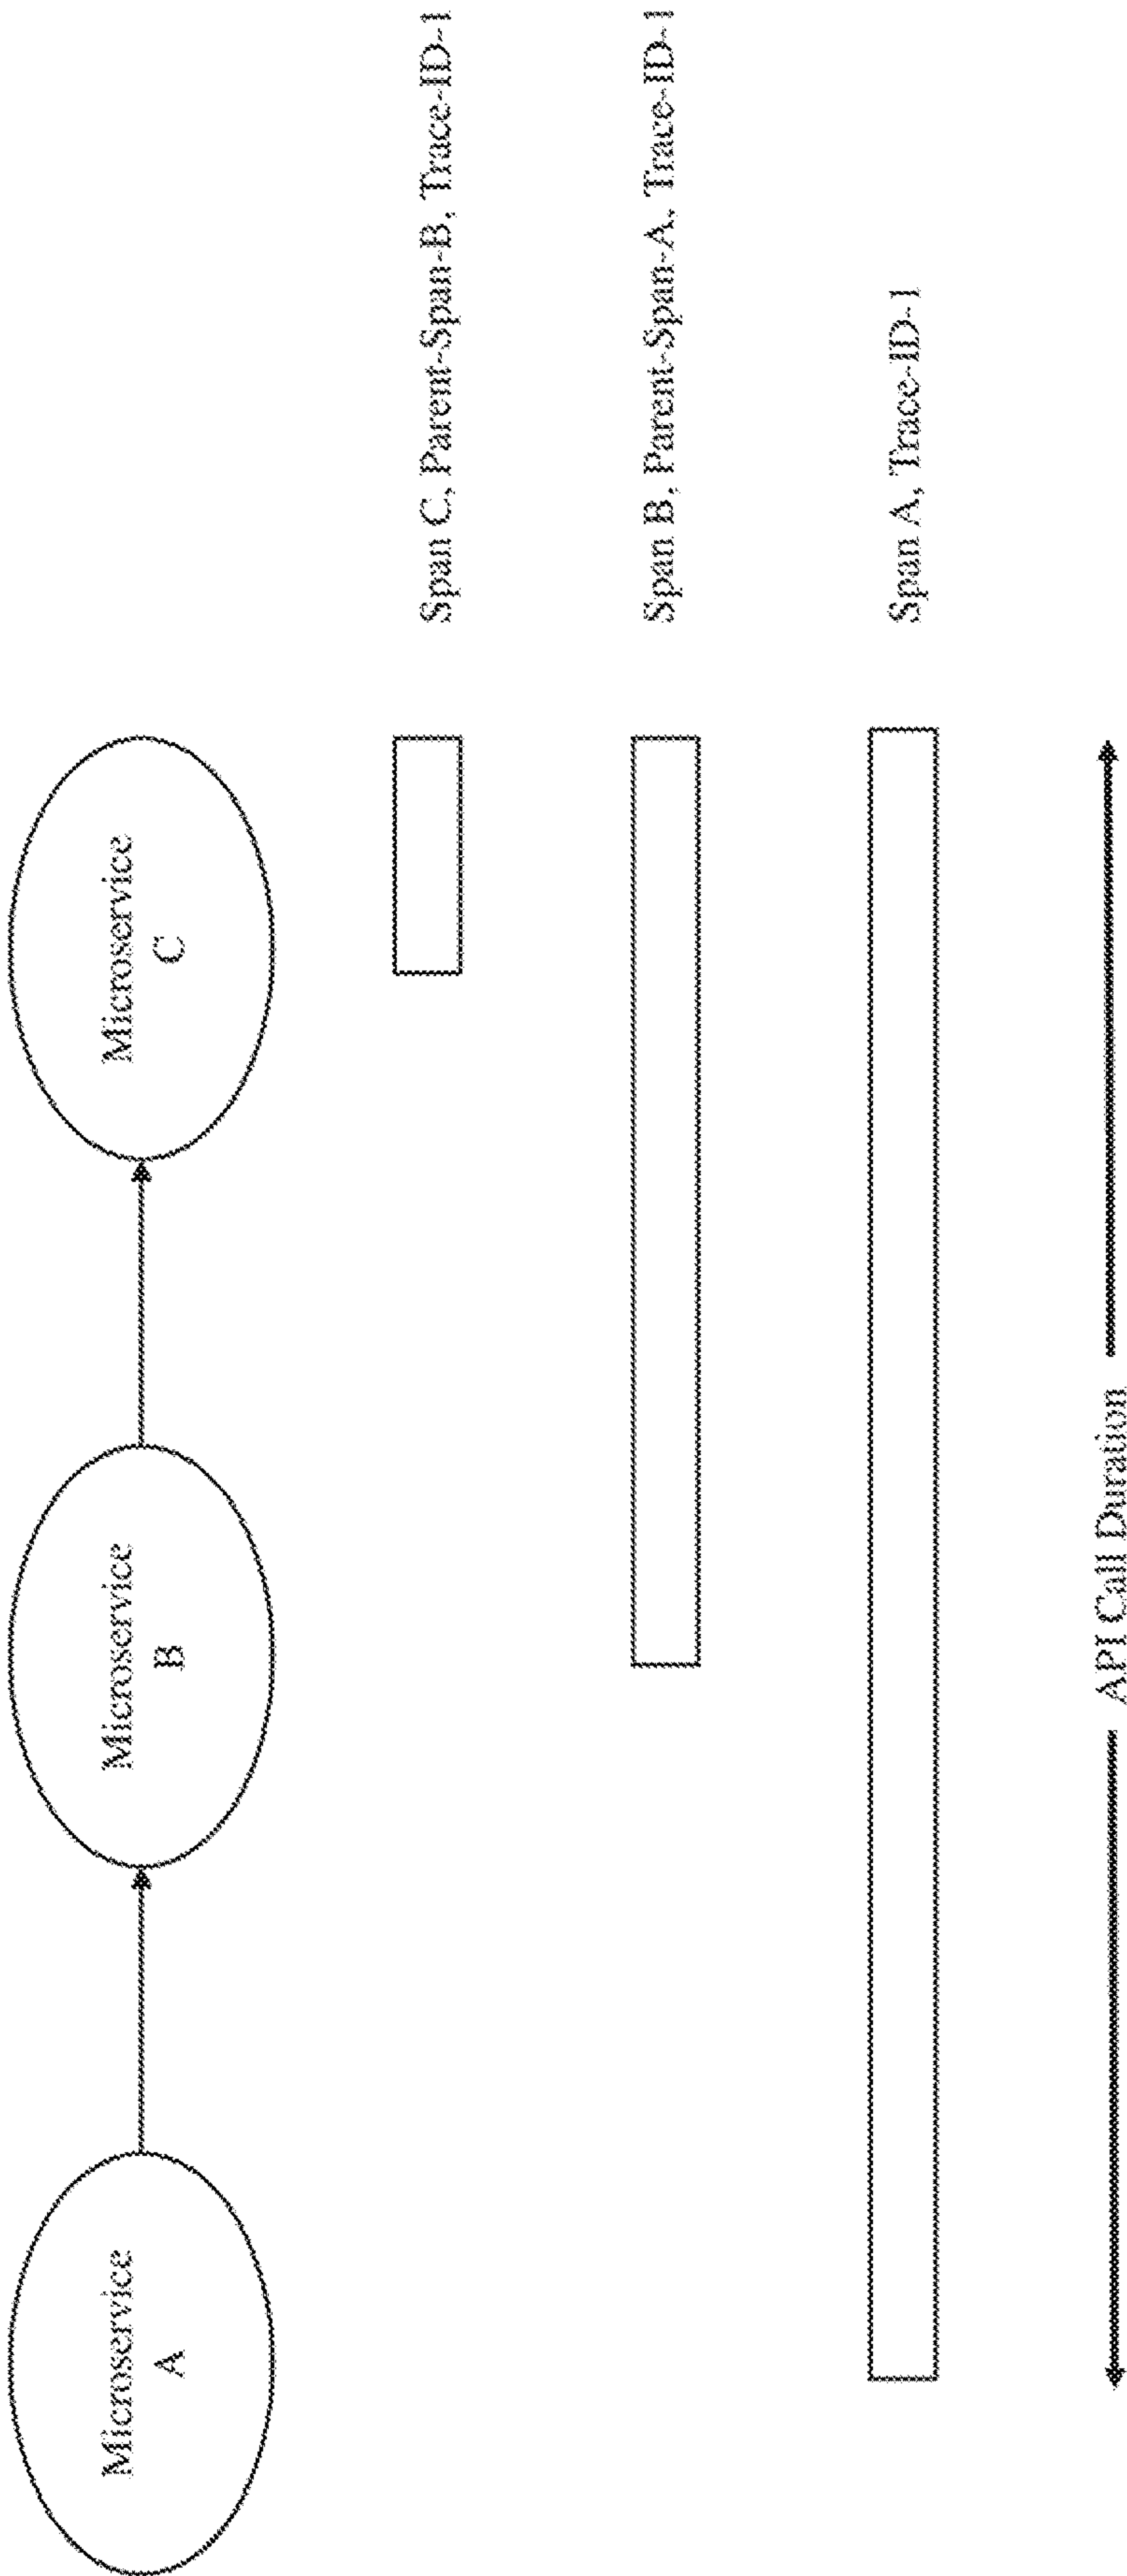 Microservice
A
Microservice
B
Microservice
C
Span C, Parent-Span-B, Trace-ID-1
Span B, Parent-Span-A, Trace-ID-1
Span A, Trace-ID-1
API Call Duration